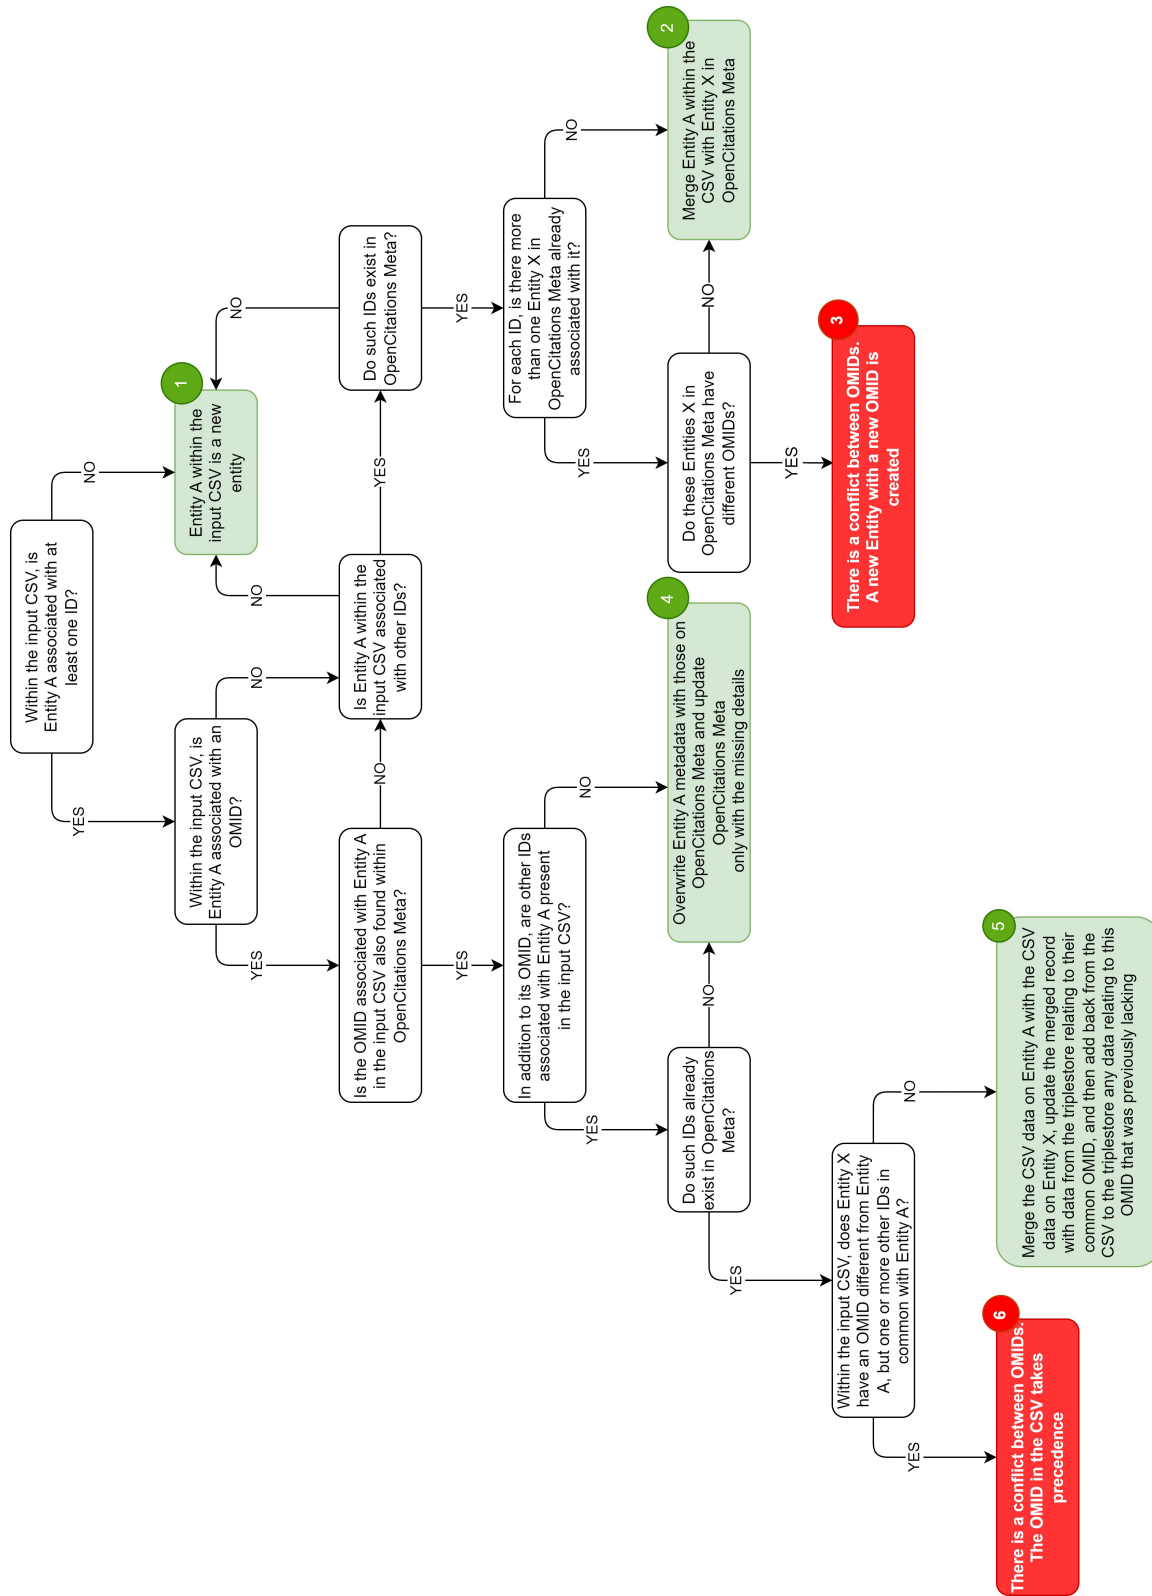 Within the input CSV, is
Entity A associated with at
least one ID?
YES
NO
Within the input CSV, is
Entity A associated with an
OMID?
1
Entity A within the
input CSV is a new
entity
YES
NO
NO
NO
Is the OMID associated with Entity A
in the input CSV also found within
OpenCitations Meta?
NO
Is Entity A within the
input CSV associated
with other IDs?
YES
Do such IDs exist in
OpenCitations Meta?
YES
YES
In addition to its OMID, are other IDs
associated with Entity A present
in the input CSV?
For each ID, is there more
than one Entity X in
OpenCitations Meta already
associated with it?
YES
NO
YES
NO
Do such IDs already
exist in OpenCitations
Meta?
NO
4
Overwrite Entity A metadata with those on
OpenCitations Meta and update
OpenCitations Meta
only with the missing details
Do these Entities X in
OpenCitations Meta have
different OMIDs?
NO
2
Merge Entity A within the
CSV with Entity X in
OpenCitations Meta
YES
YES
Within the input CSV, does Entity X
have an OMID different from Entity
A, but one or more other IDs in
common with Entity A?
3
There is a conflict between OMIDs.
A new Entity with a new OMID is
created
YES
NO
6
There is a conflict between OMIDs.
The OMID in the CSV takes
precedence
5
Merge the CSV data on Entity A with the CSV
data on Entity X, update the merged record
with data from the triplestore relating to their
common OMID, and then add back from the
CSV to the triplestore any data relating to this
OMID that was previously lacking